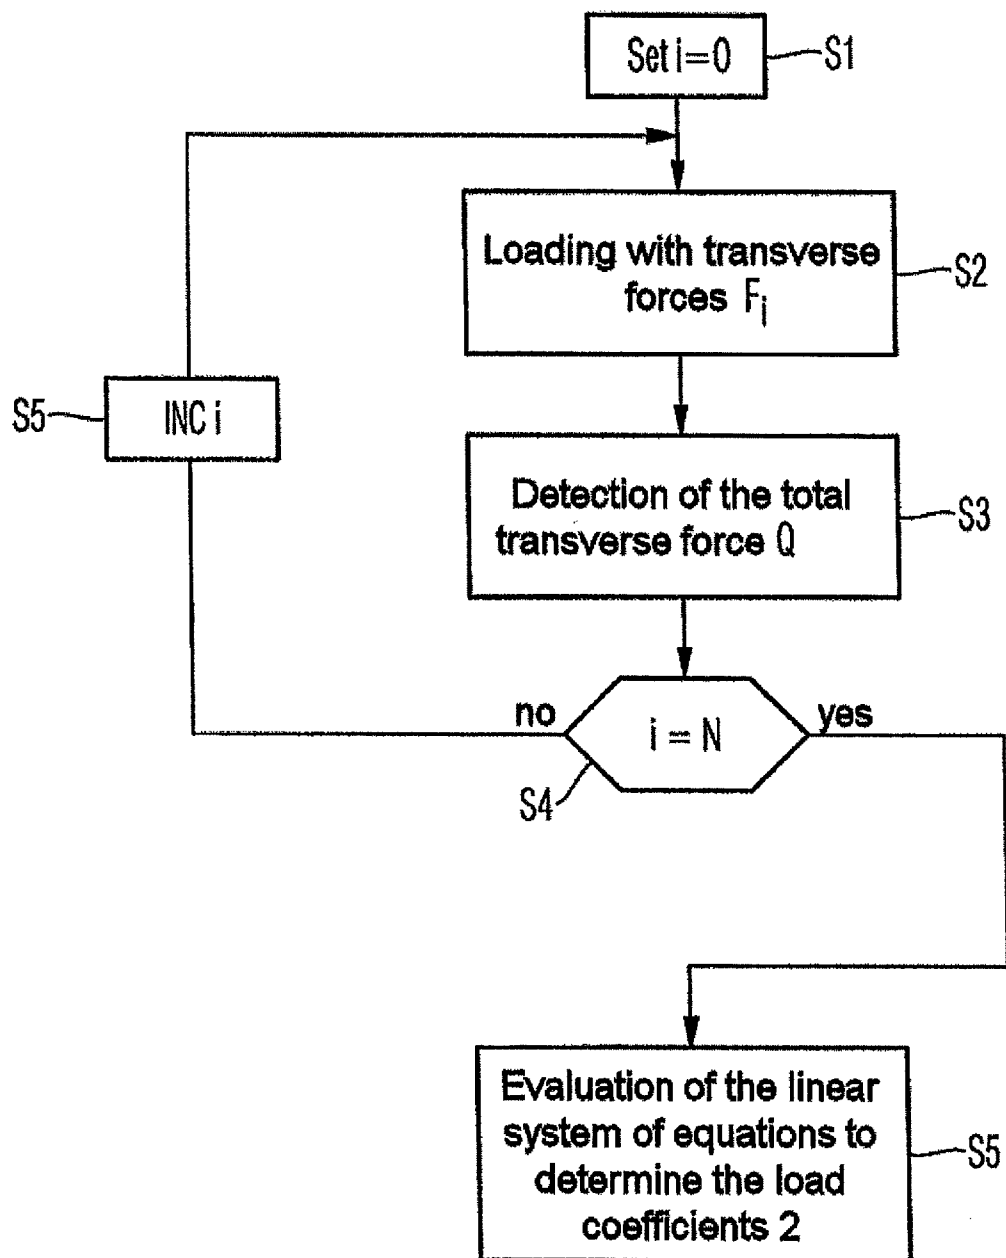 Set i=0
S1
Loading with transverse
forces Fi
S2
S5
INC i
Detection of the total
transverse force Q
S3
no
i = N
yes
S4
Evaluation of the linear
system of equations to
determine the load
coefficients 2
S5